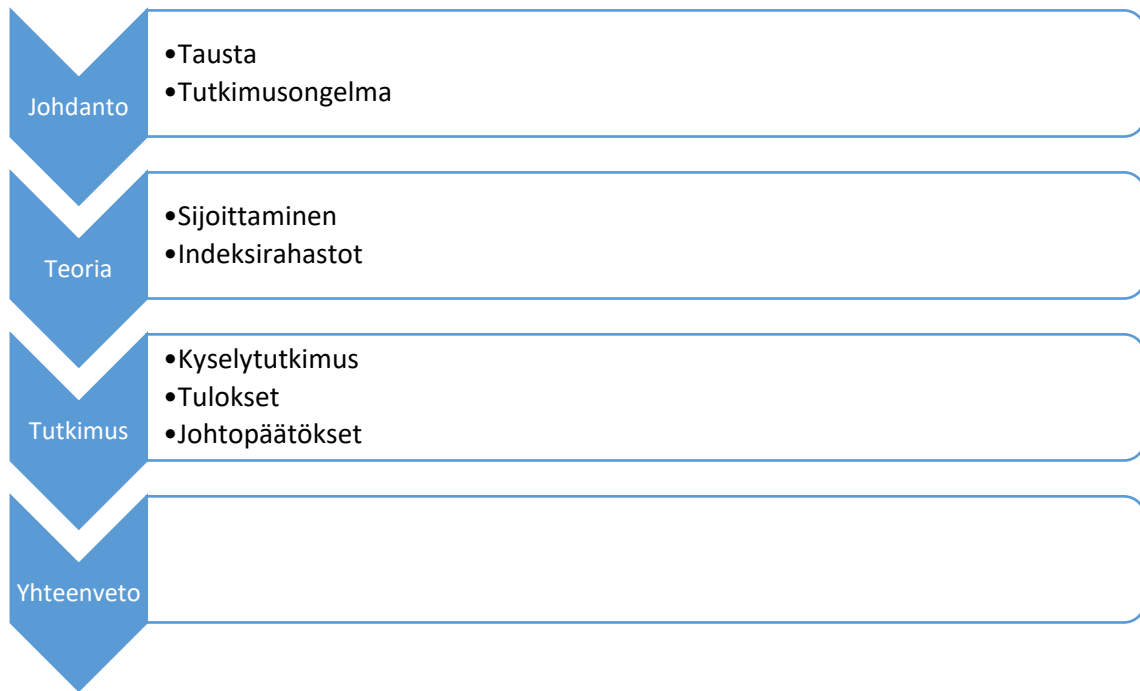 Johdanto
•Tausta
•Tutkimusongelma
Teoria
•Sijoittaminen
•Indeksirahastot
Tutkimus
•Kyselytutkimus
•Tulokset
•Johtopäätökset
Yhteenveto